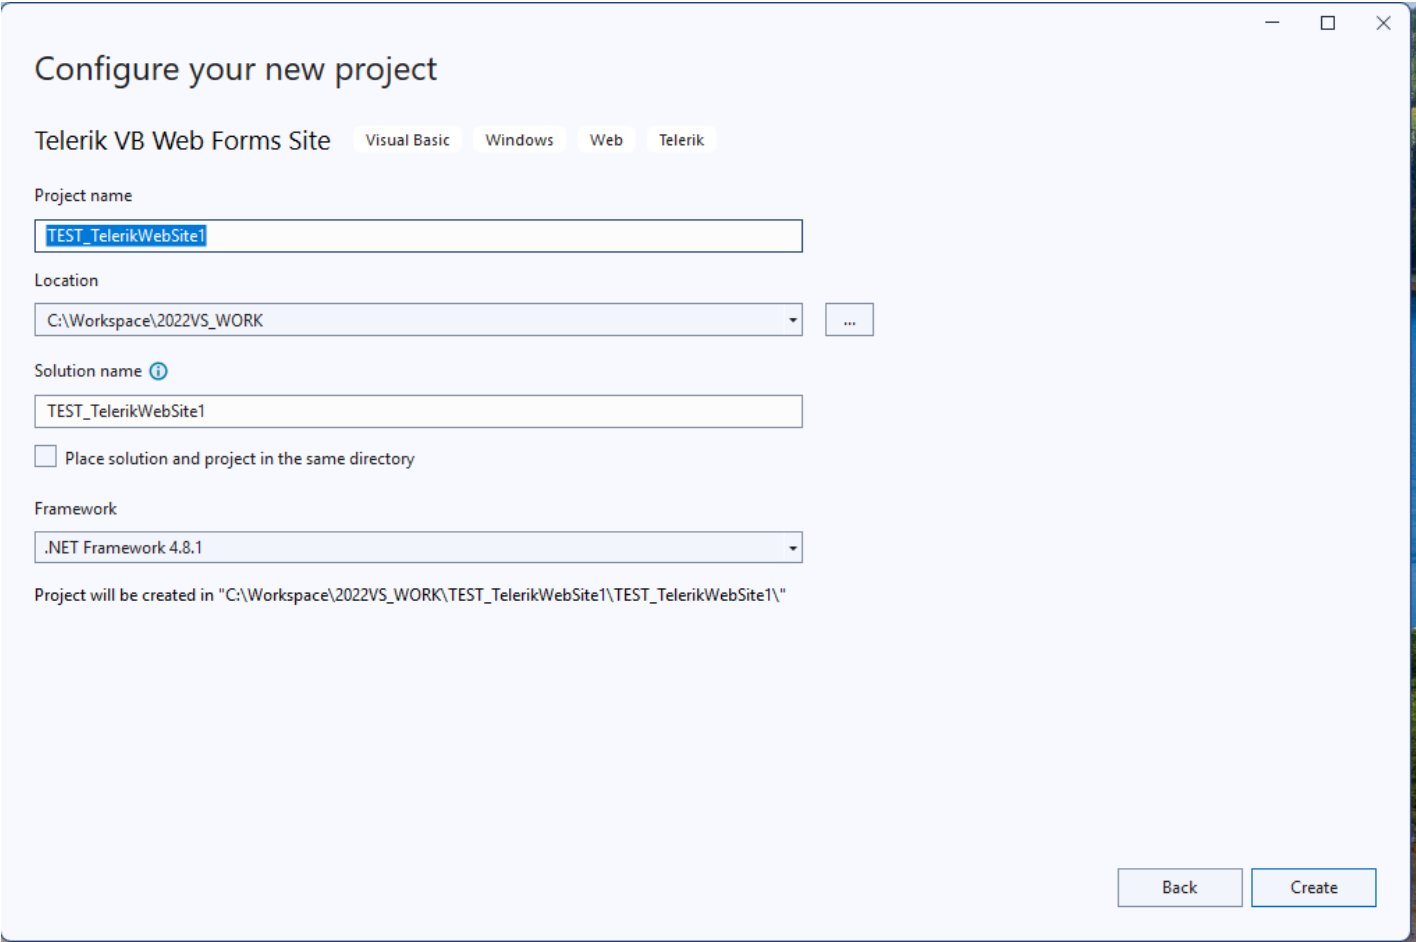 Configure your new project
Telerik VB Web Forms Site Visual Basic Windows Web Telerik
Project name
TEST_TelerikWebSite1
Location
C:\Workspace\2022VS_WORK
...
Solution name
TEST_TelerikWebSite1
Place solution and project in the same directory
Framework
.NET Framework 4.8.1
Project will be created in "C:\Workspace\2022VS_WORK\TEST_TelerikWebSite1\TEST_TelerikWebSite1\"
Back Create